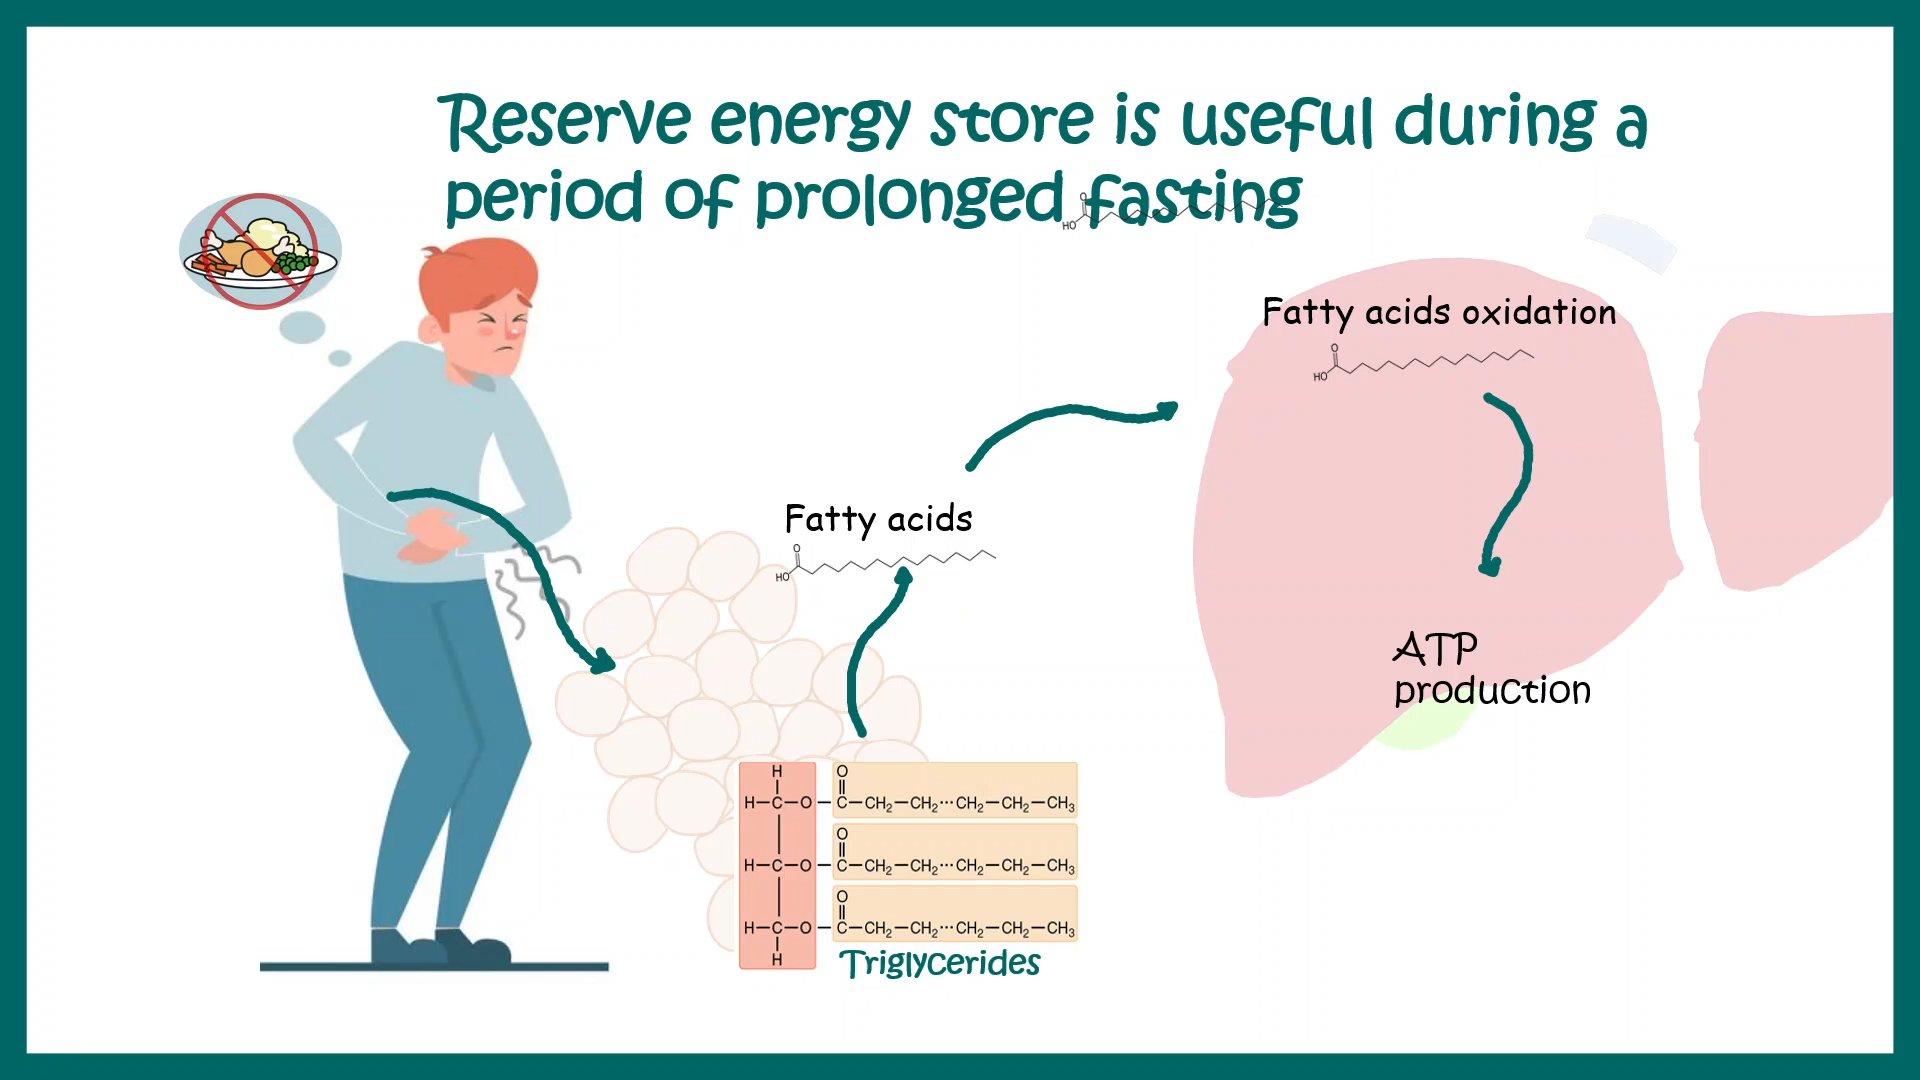 Reserve energy store is useful during a
period of prolonged fasting
O
HO
Fatty acids oxidation
O
HO
Fatty acids
O
HO
ATP
production
H
O
H—C—O—C—CH₂—CH₂···CH₂—CH₂—CH₃
O
H—C—O—C—CH₂—CH₂···CH₂—CH₂—CH₃
O
H—C—O—C—CH₂—CH₂···CH₂—CH₂—CH₃
H
Triglycerides